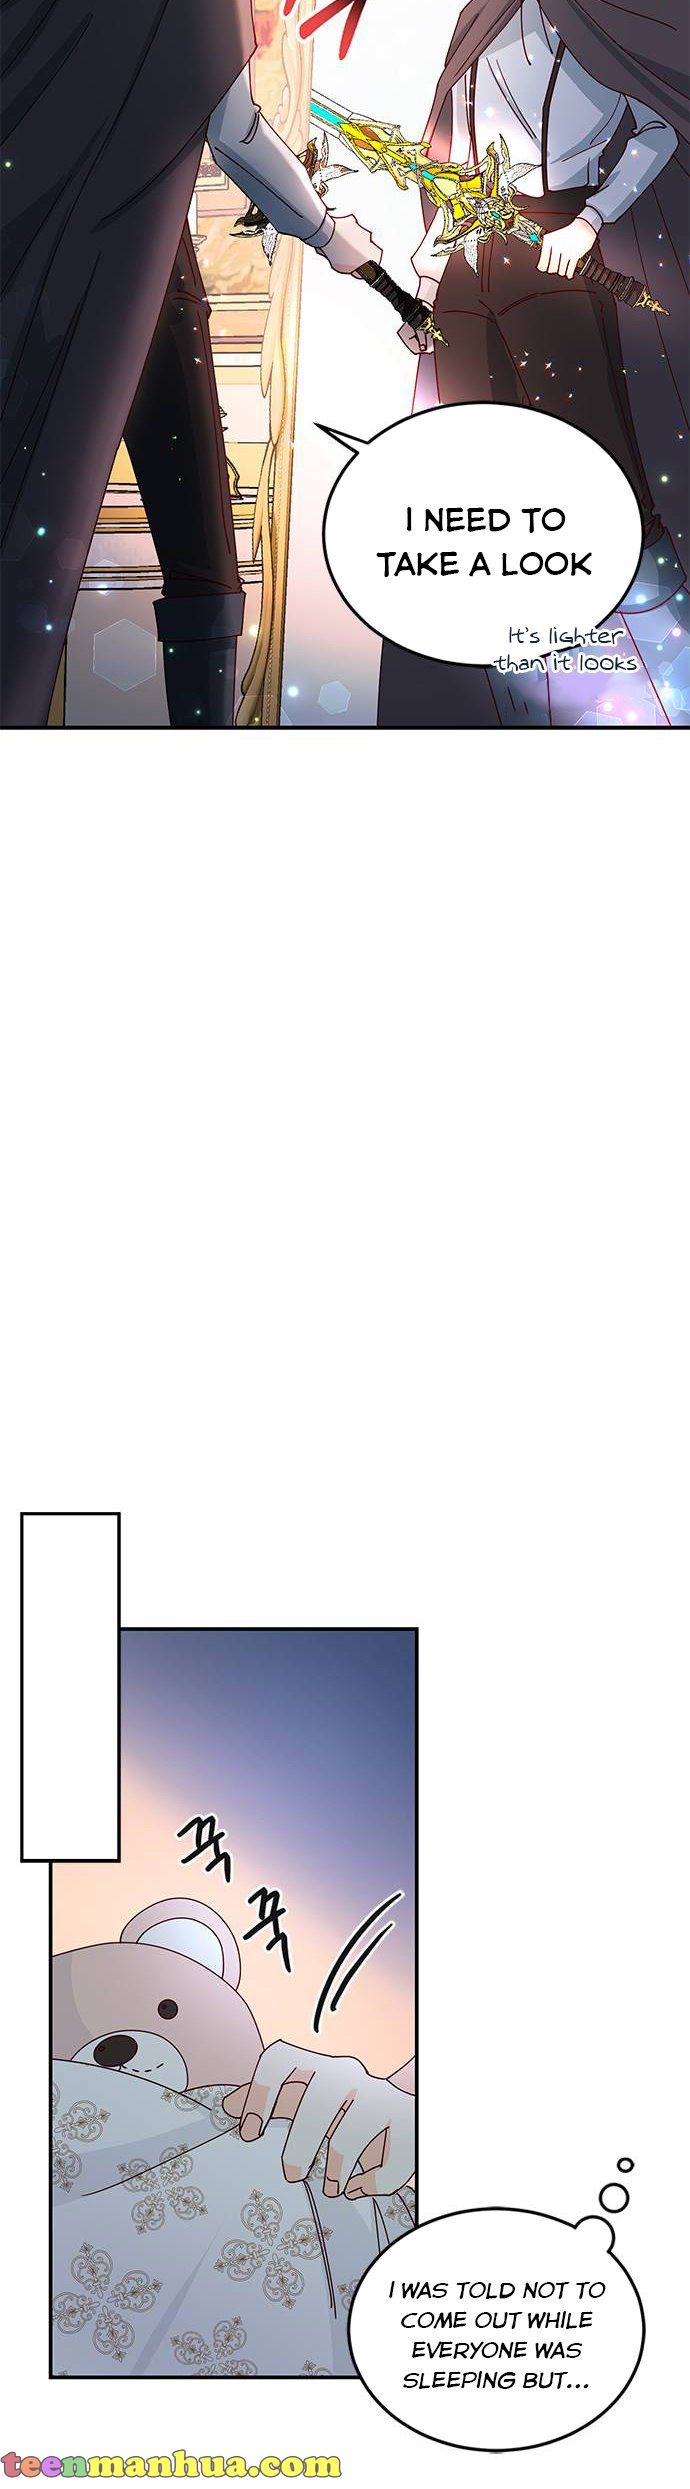 I NEED TO
TAKE A LOOK
It's lighter
than it looks
꾹
꾹
I WAS TOLD NOT TO
COME OUT WHILE
EVERYONE WAS
SLEEPING BUT...
teenmanhua.com